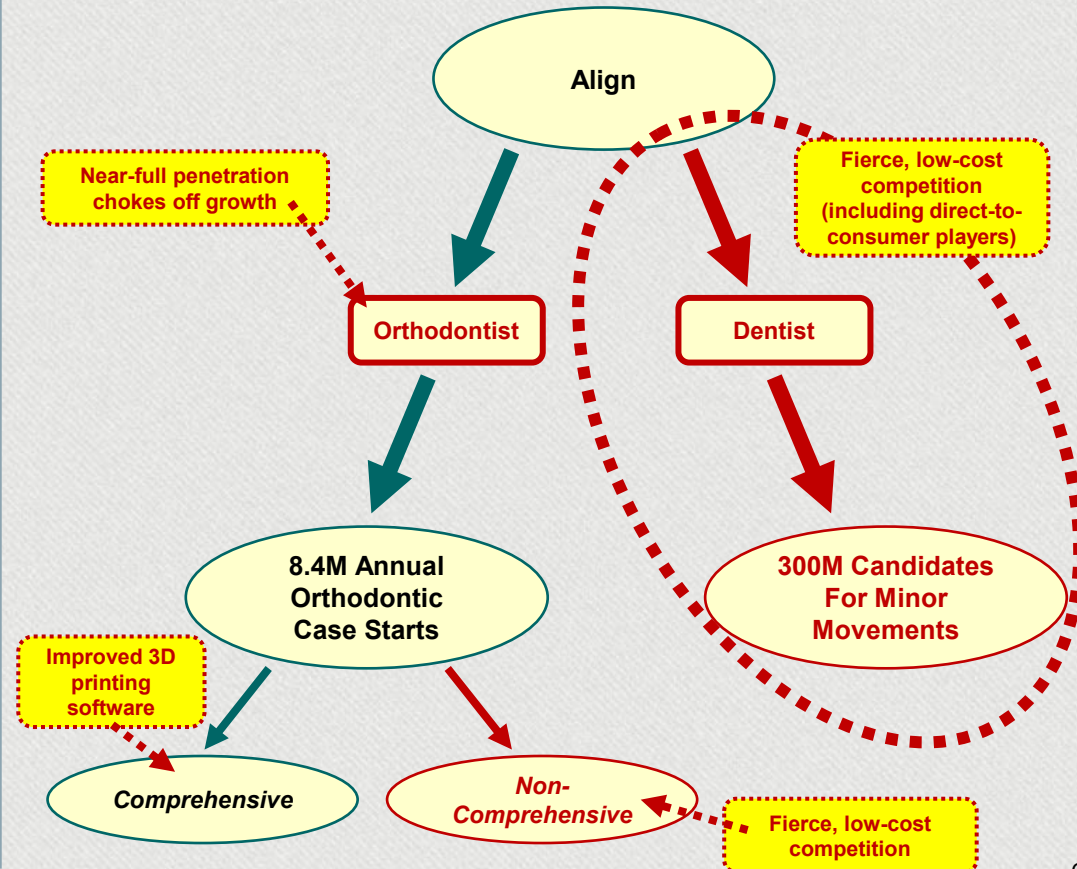 Align
Near-full penetration
chokes off growth
Fierce, low-cost
competition
(including direct-to-
consumer players)
Orthodontist
Dentist
8.4M Annual
Orthodontic
Case Starts
300M Candidates
For Minor
Movements
Improved 3D
printing
software
Comprehensive
Non-
Comprehensive
Fierce, low-cost
competition